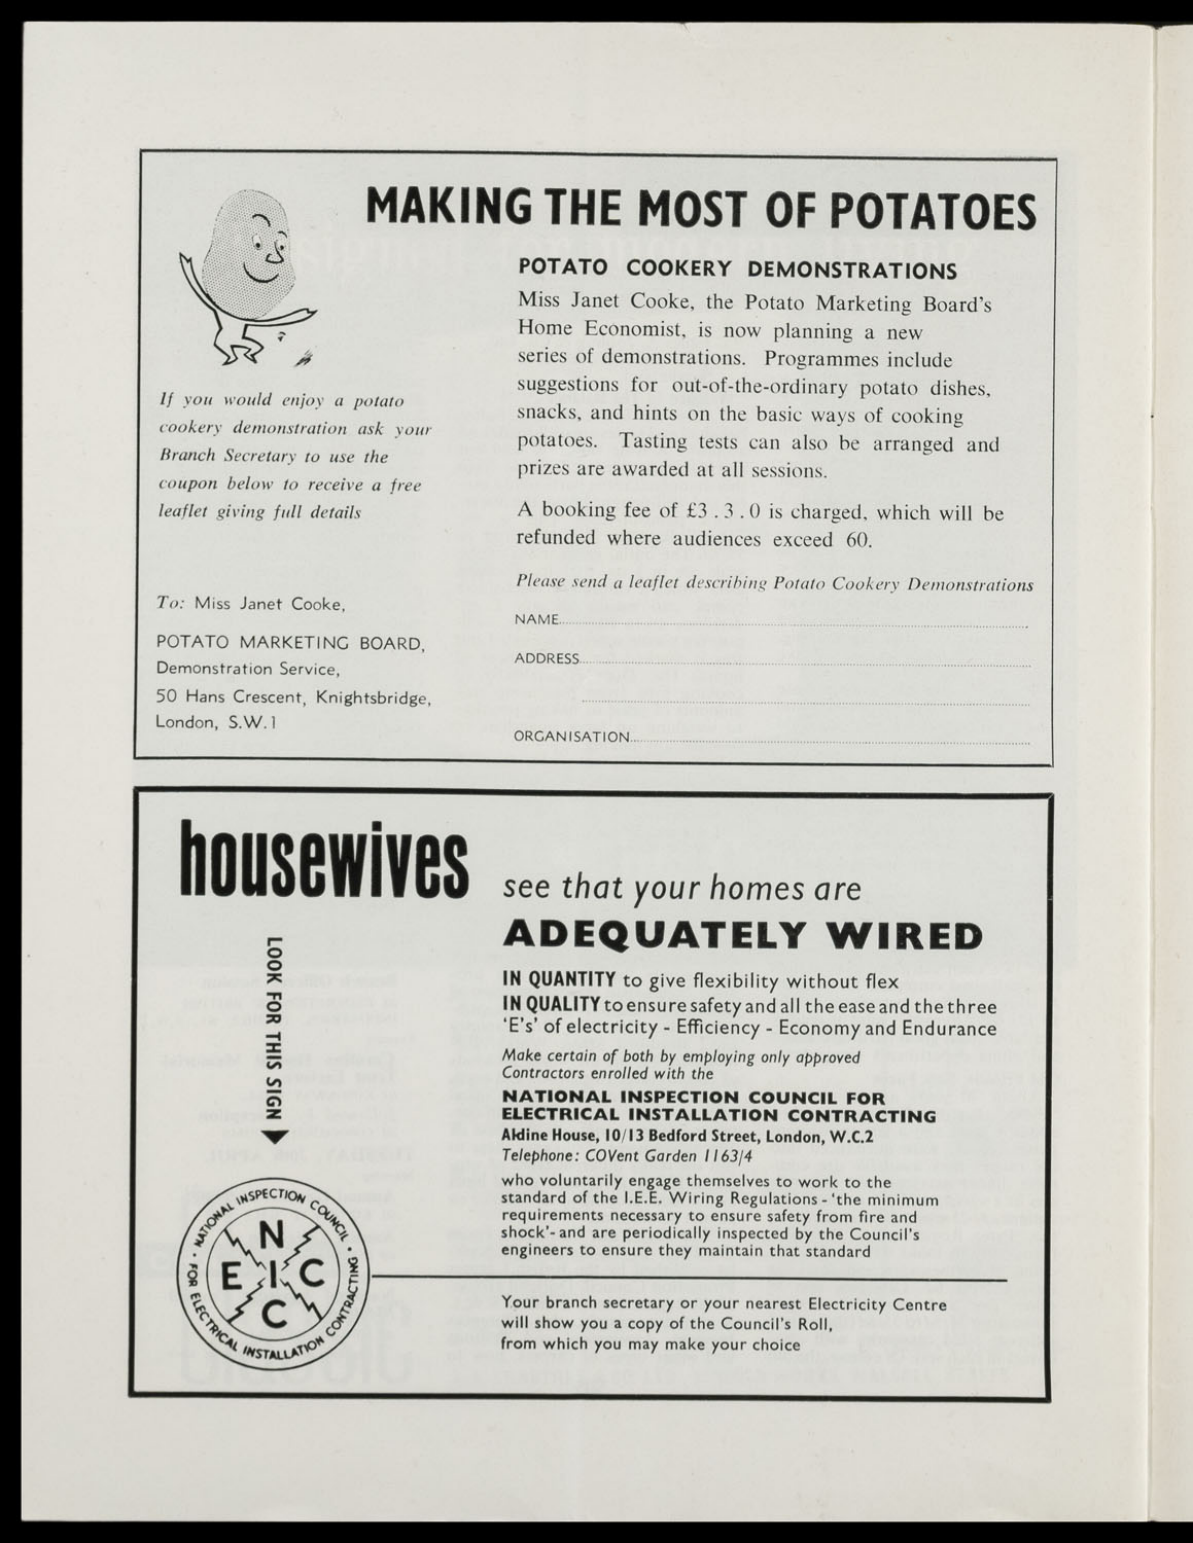 MAKING THE MOST OF POTATOES
If you would enjoy a potato
cookery demonstration ask your
Branch Secretary to use the
coupon below to receive a free
leaflet giving full details
POTATO COOKERY DEMONSTRATIONS
Miss Janet Cooke, the Potato Marketing Board's
Home Economist, is now planning a new
series of demonstrations. Programmes include
suggestions for out-of-the-ordinary potato dishes,
snacks, and hints on the basic ways of cooking
potatoes. Tasting tests can also be arranged and
prizes are awarded at all sessions.
A booking fee of £3.3.0 is charged, which will be
refunded where audiences exceed 60.
To: Miss Janet Cooke,
POTATO MARKETING BOARD,
Demonstration Service,
50 Hans Crescent, Knightsbridge,
London, S.W.1
Please send a leaflet describing Potato Cookery Demonstrations
NAME
ADDRESS
ORGANISATION
housewives
see that your homes are
ADEQUATELY WIRED
LOOK FOR THIS SIGN
IN QUANTITY to give flexibility without flex
IN QUALITY to ensure safety and all the ease and the three
'E's' of electricity - Efficiency - Economy and Endurance
Make certain of both by employing only approved
Contractors enrolled with the
NATIONAL INSPECTION COUNCIL FOR
ELECTRICAL INSTALLATION CONTRACTING
Aldine House, 10/13 Bedford Street, London, W.C.2
Telephone: COVent Garden 1163/4
who voluntarily engage themselves to work to the
standard of the I.E.E. Wiring Regulations - 'the minimum
requirements necessary to ensure safety from fire and
shock' - and are periodically inspected by the Council's
engineers to ensure they maintain that standard
NATIONAL INSPECTION COUNCIL
FOR ELECTRICAL INSTALLATION CONTRACTING
N
E I C
C
Your branch secretary or your nearest Electricity Centre
will show you a copy of the Council's Roll,
from which you may make your choice